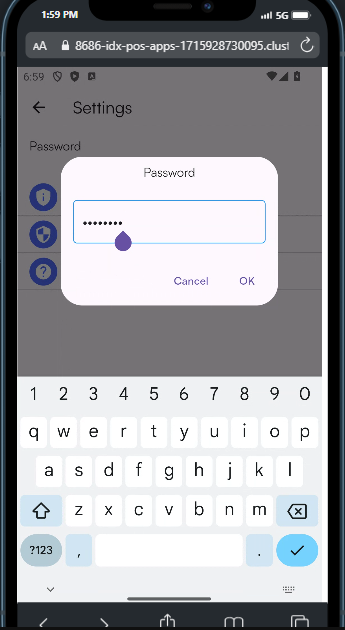 1:59 PM 5G
AA 8686-idx-pos-apps-1715928730095.clust
6:59
Settings
Password
Password
••••••••
Cancel OK
1 2 3 4 5 6 7 8 9 0
q w e r t y u i o p
a s d f g h j k l
z x c v b n m
?123 , .